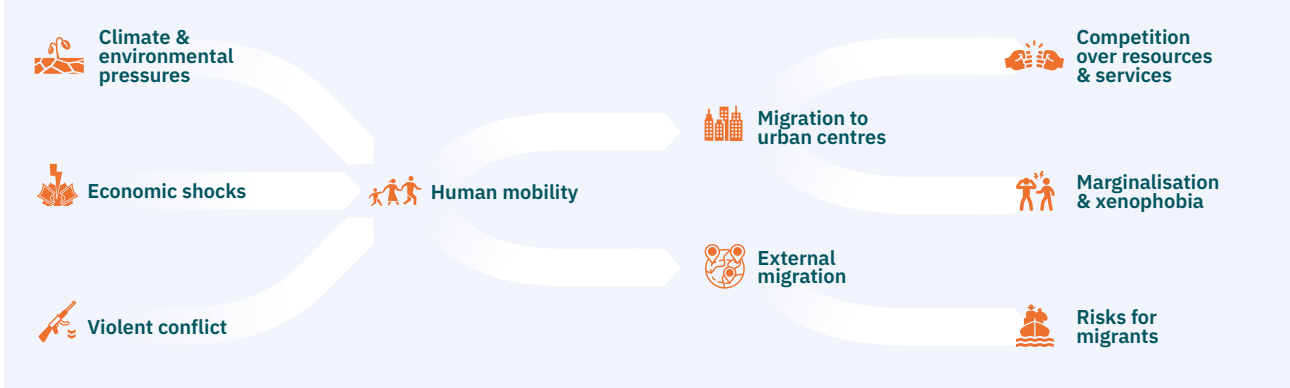 Climate &
environmental
pressures
Economic shocks
Violent conflict
Human mobility
Migration to
urban centres
External
migration
Competition
over resources
& services
Marginalisation
& xenophobia
Risks for
migrants